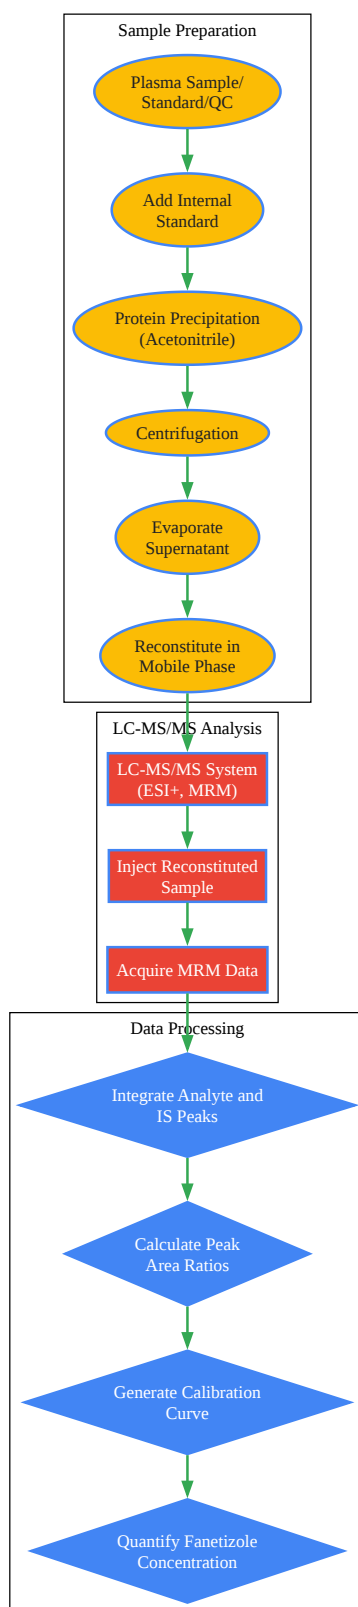 Sample Preparation
Plasma Sample/
Standard/QC
Add Internal
Standard
Protein Precipitation
(Acetonitrile)
Centrifugation
Evaporate
Supernatant
Reconstitute in
Mobile Phase
LC-MS/MS Analysis
LC-MS/MS System
(ESI+, MRM)
Inject Reconstituted
Sample
Acquire MRM Data
Data Processing
Integrate Analyte and
IS Peaks
Calculate Peak
Area Ratios
Generate Calibration
Curve
Quantify Fanetizole
Concentration